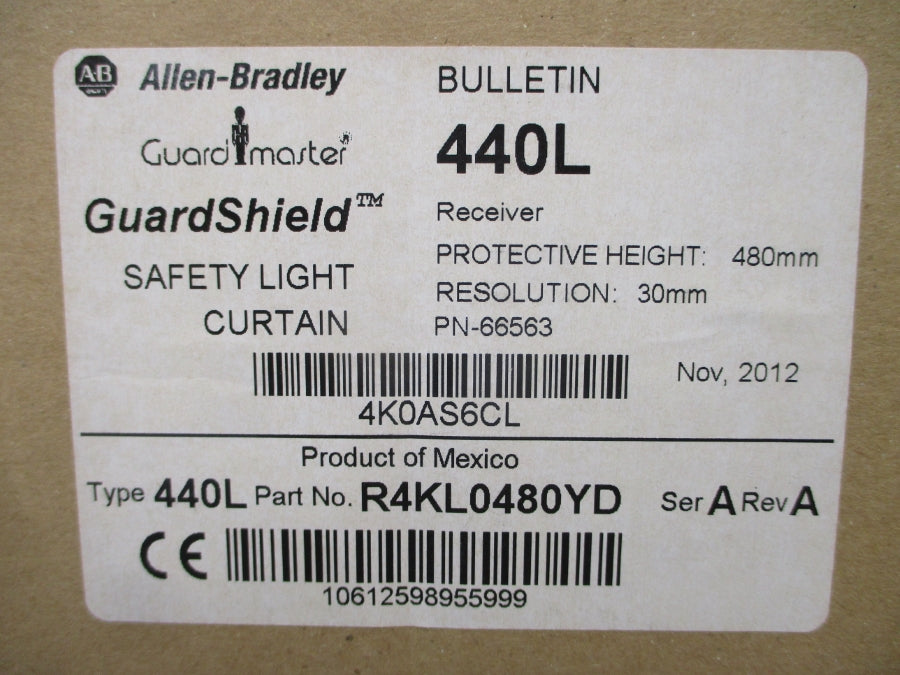 AB Allen-Bradley
Guardmaster
GuardShield™
SAFETY LIGHT
CURTAIN
BULLETIN
440L
Receiver
PROTECTIVE HEIGHT: 480mm
RESOLUTION: 30mm
PN-66563
Nov, 2012
4K0AS6CL
Product of Mexico
Type 440L Part No. R4KL0480YD Ser A Rev A
CE
10612598955999